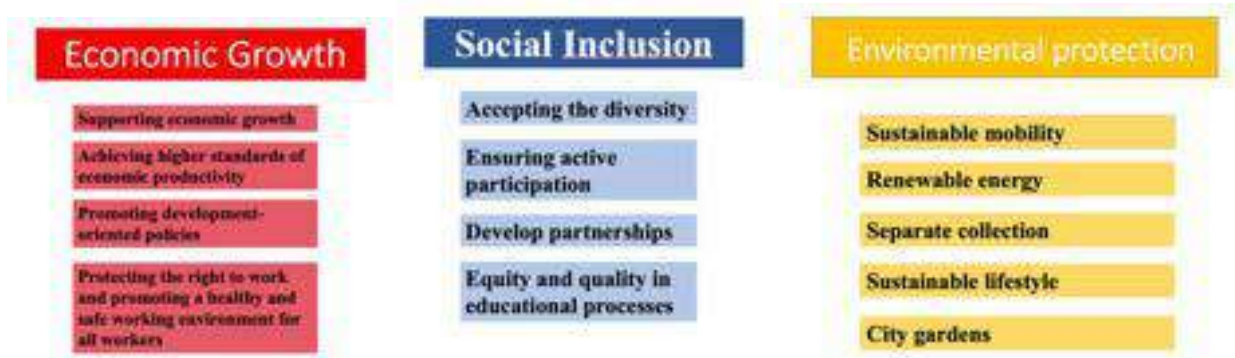 Economic Growth
Supporting economic growth
Achieving higher standards of
economic productivity
Promoting development-
oriented policies
Protecting the right to work
and promoting a healthy and
safe working environment for
all workers
Social Inclusion
Accepting the diversity
Ensuring active
participation
Develop partnerships
Equity and quality in
educational processes
Environmental protection
Sustainable mobility
Renewable energy
Separate collection
Sustainable lifestyle
City gardens